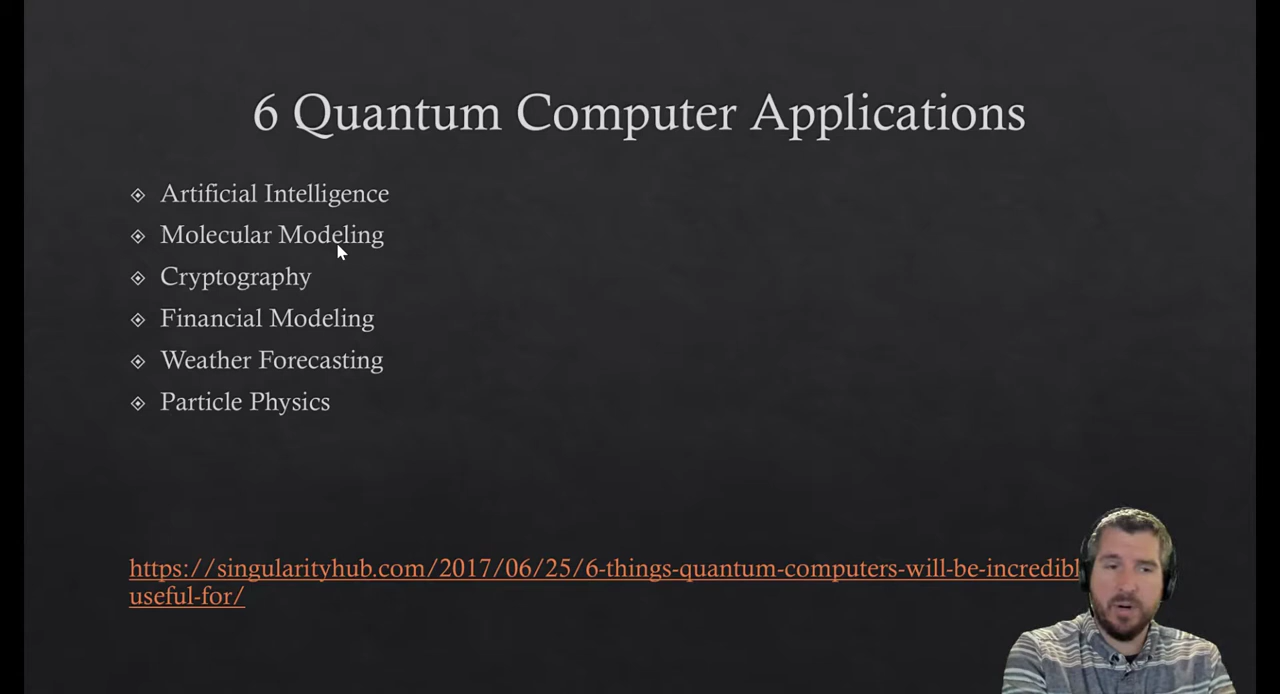 6 Quantum Computer Applications
Artificial Intelligence
Molecular Modeling
Cryptography
Financial Modeling
Weather Forecasting
Particle Physics
https://singularityhub.com/2017/06/25/6-things-quantum-computers-will-be-incredibl
useful-for/